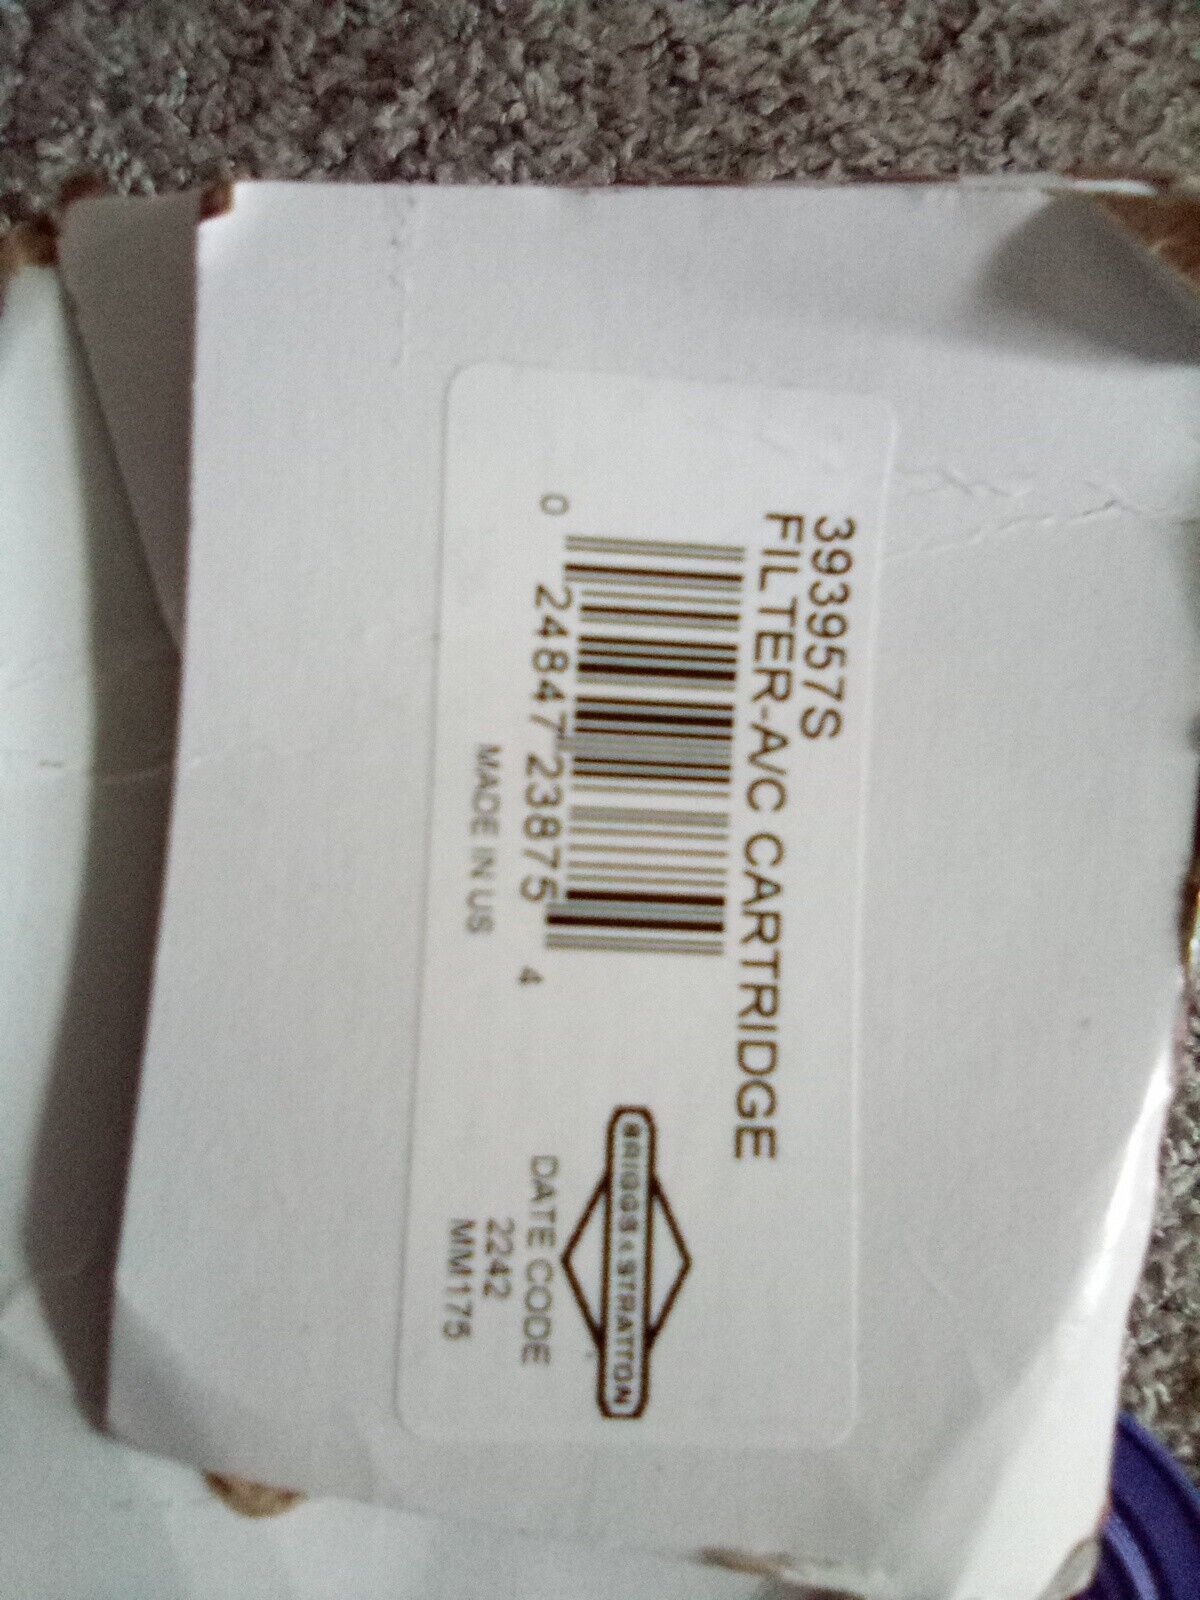 393957S
FILTER-A/C CARTRIDGE
0 24847 23875 4
MADE IN US
BRIGGS & STRATTON
DATE CODE
2242
MM175